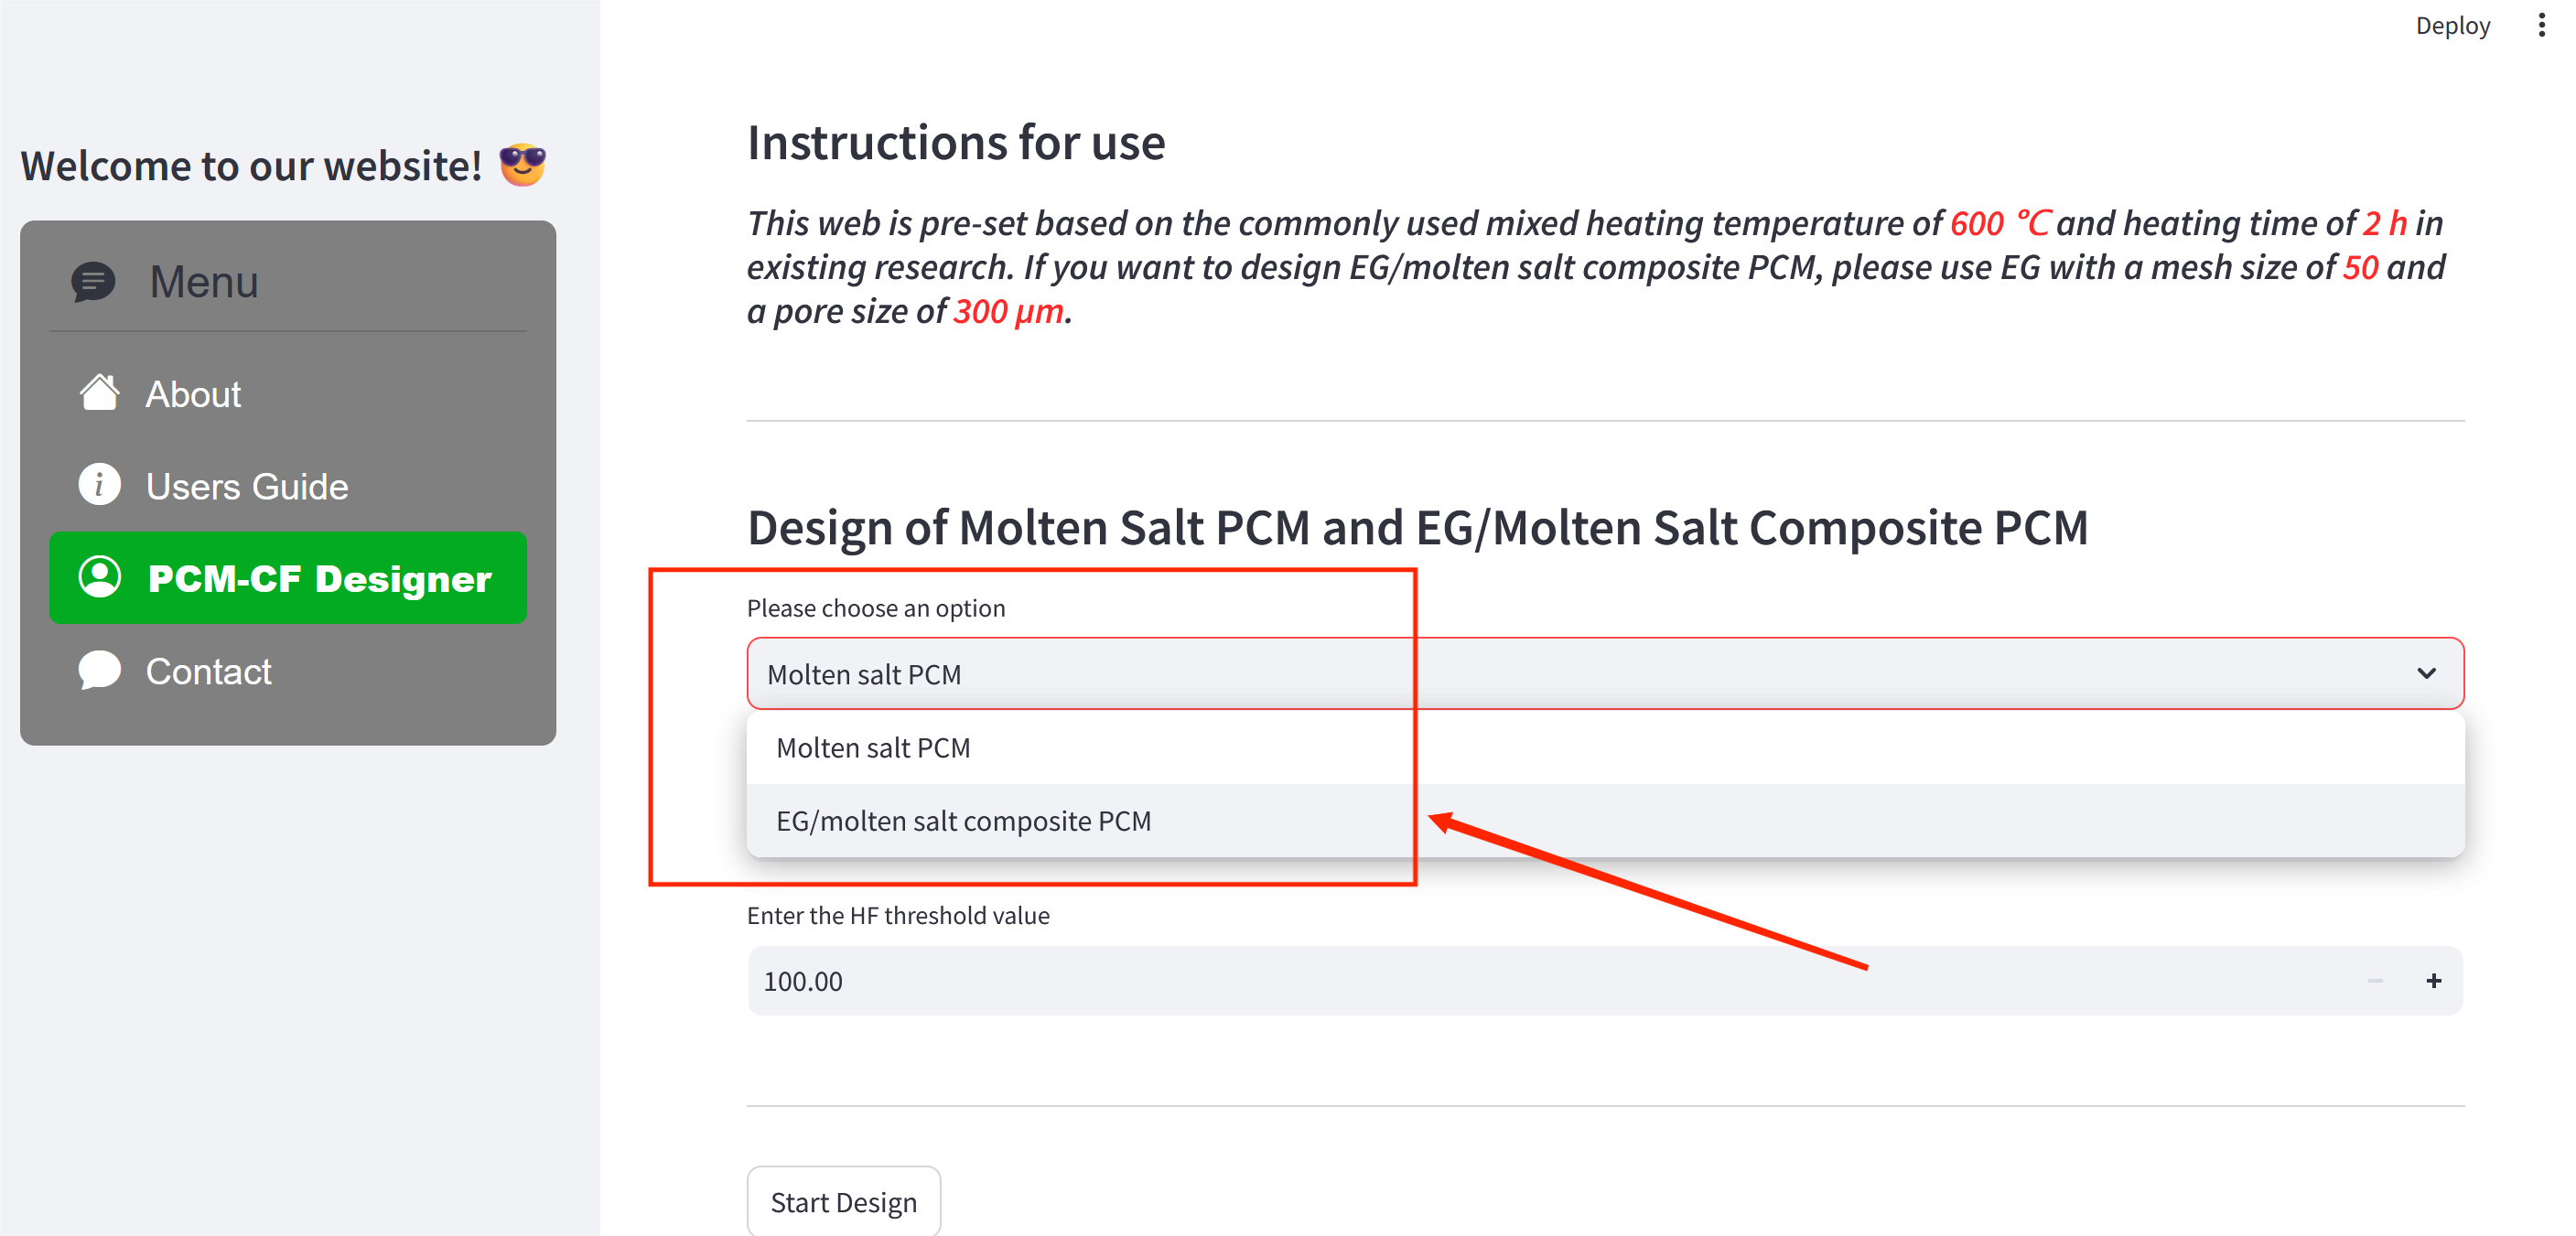 Deploy
Welcome to our website! 😎
Menu
About
Users Guide
PCM-CF Designer
Contact
Instructions for use
This web is pre-set based on the commonly used mixed heating temperature of 600 ℃ and heating time of 2 h in
existing research. If you want to design EG/molten salt composite PCM, please use EG with a mesh size of 50 and
a pore size of 300 μm.
Design of Molten Salt PCM and EG/Molten Salt Composite PCM
Please choose an option
Molten salt PCM
Molten salt PCM
EG/molten salt composite PCM
Enter the HF threshold value
100.00
Start Design